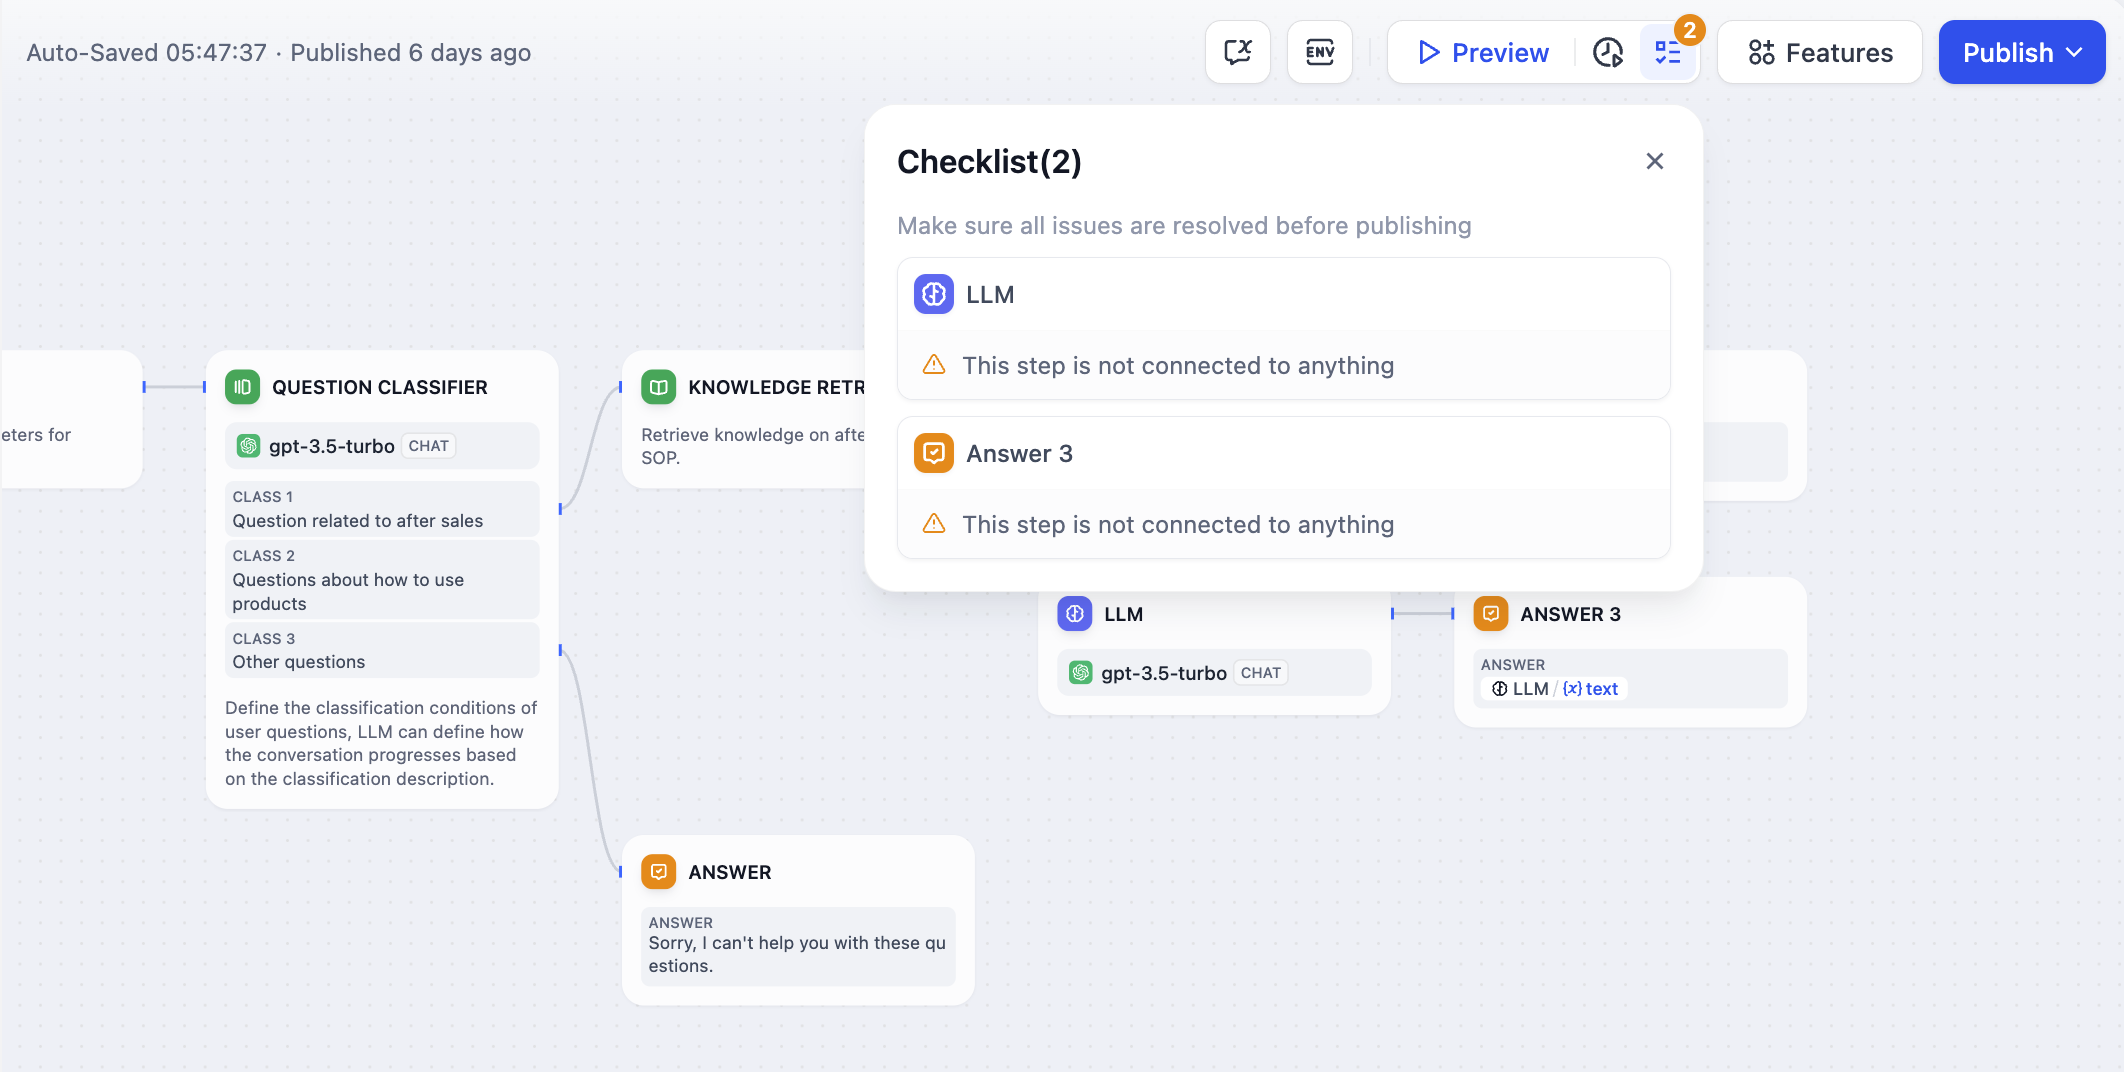 Auto-Saved 05:47:37 · Published 6 days ago
ENV
Preview
2
Features
Publish
Checklist(2)
Make sure all issues are resolved before publishing
LLM
This step is not connected to anything
Answer 3
This step is not connected to anything
eters for
QUESTION CLASSIFIER
gpt-3.5-turbo CHAT
CLASS 1
Question related to after sales
CLASS 2
Questions about how to use
products
CLASS 3
Other questions
Define the classification conditions of
user questions, LLM can define how
the conversation progresses based
on the classification description.
KNOWLEDGE RETR
Retrieve knowledge on afte
SOP.
LLM
gpt-3.5-turbo CHAT
ANSWER 3
ANSWER
LLM / {x} text
ANSWER
ANSWER
Sorry, I can't help you with these qu
estions.